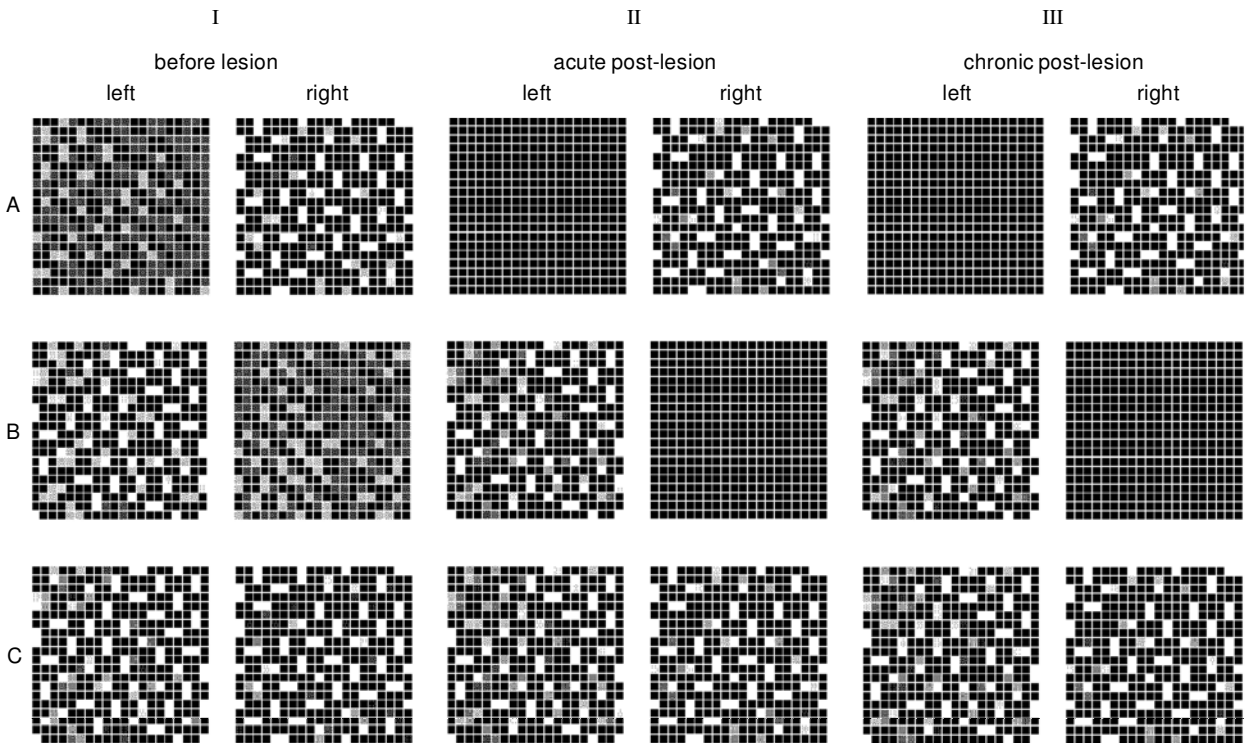 I II III
before lesion acute post-lesion chronic post-lesion
left right left right left right
A
B
C